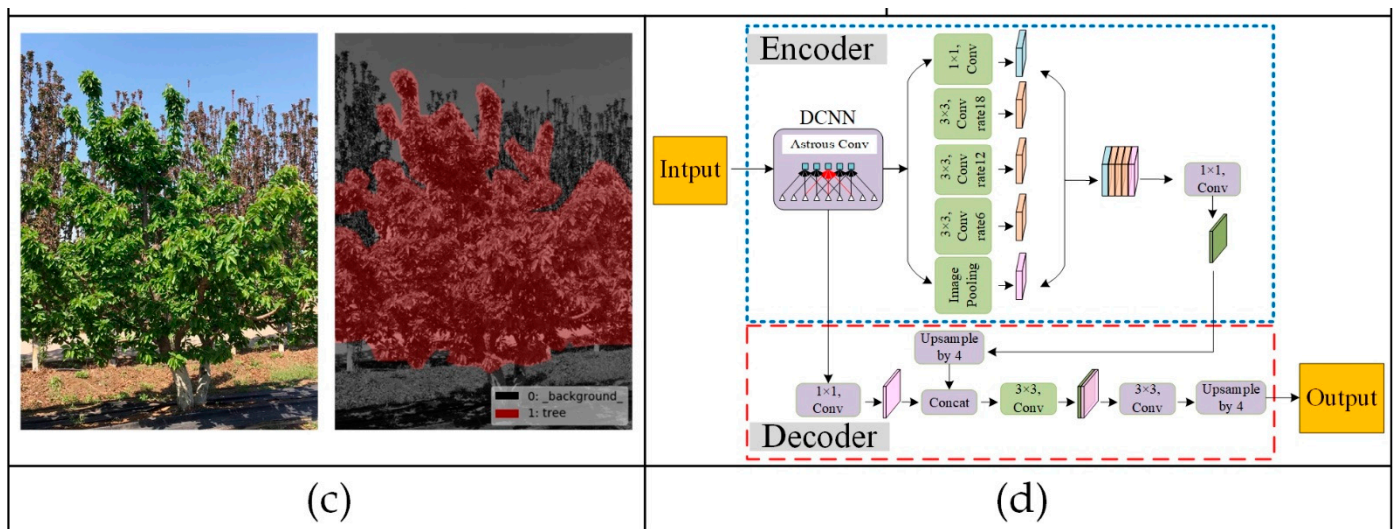 0: _background_
1: tree
(c)
Encoder
1×1,
Conv
3×3,
Conv
rate18
3×3,
Conv
rate12
3×3,
Conv
rate6
Image
Pooling
DCNN
Astrous Conv
Intput
1×1,
Conv
Upsample
by 4
1×1,
Conv
Concat
3×3,
Conv
3×3,
Conv
Upsample
by 4
Output
Decoder
(d)